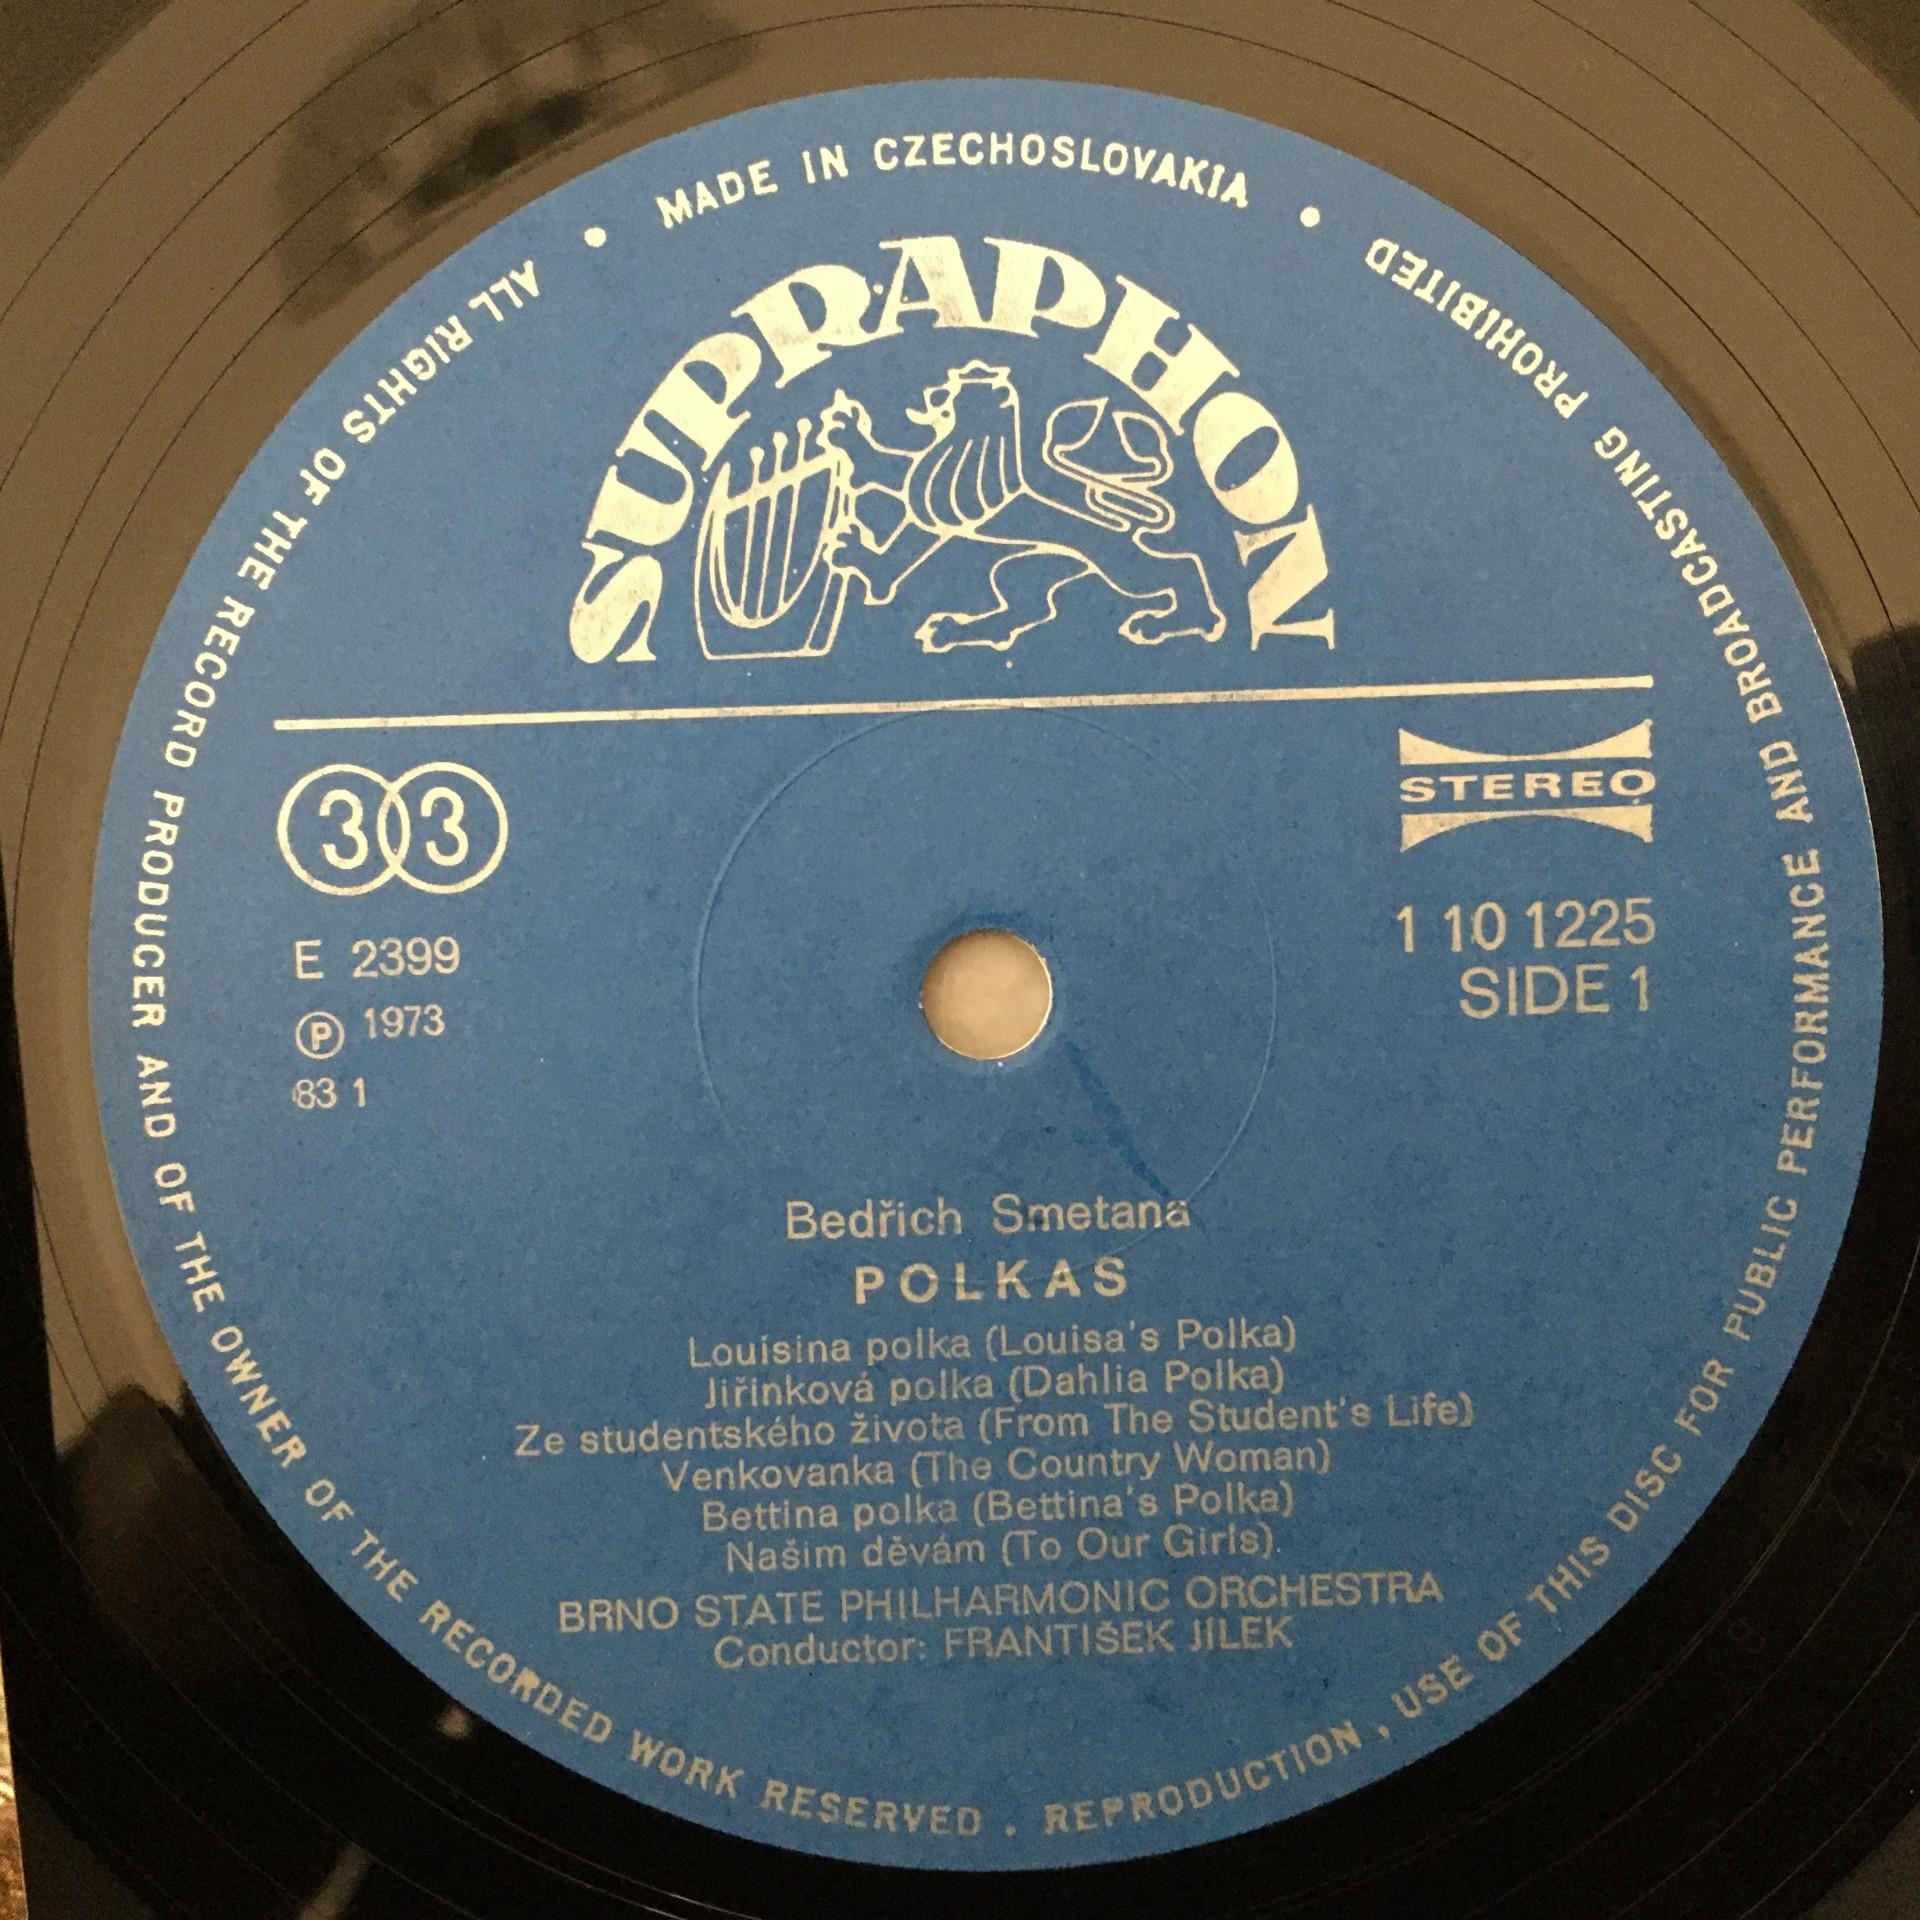 MADE IN CZECHOSLOVAKIA
ALL RIGHTS OF THE RECORD PRODUCER AND OF THE OWNER OF THE RECORDED WORK RESERVED . REPRODUCTION, USE OF THIS DISC FOR PUBLIC PERFORMANCE AND BROADCASTING PROHIBITED
SUPRAPHON
33
STEREO
E 2399
Ⓟ 1973
83 1
1 10 1225
SIDE 1
Bedřich Smetana
POLKAS
Louisina polka (Louisa's Polka)
Jiřinková polka (Dahlia Polka)
Ze studentského života (From The Student's Life)
Venkovanka (The Country Woman)
Bettina polka (Bettina's Polka)
Našim děvám (To Our Girls).
BRNO STATE PHILHARMONIC ORCHESTRA
Conductor: FRANTIŠEK JÍLEK